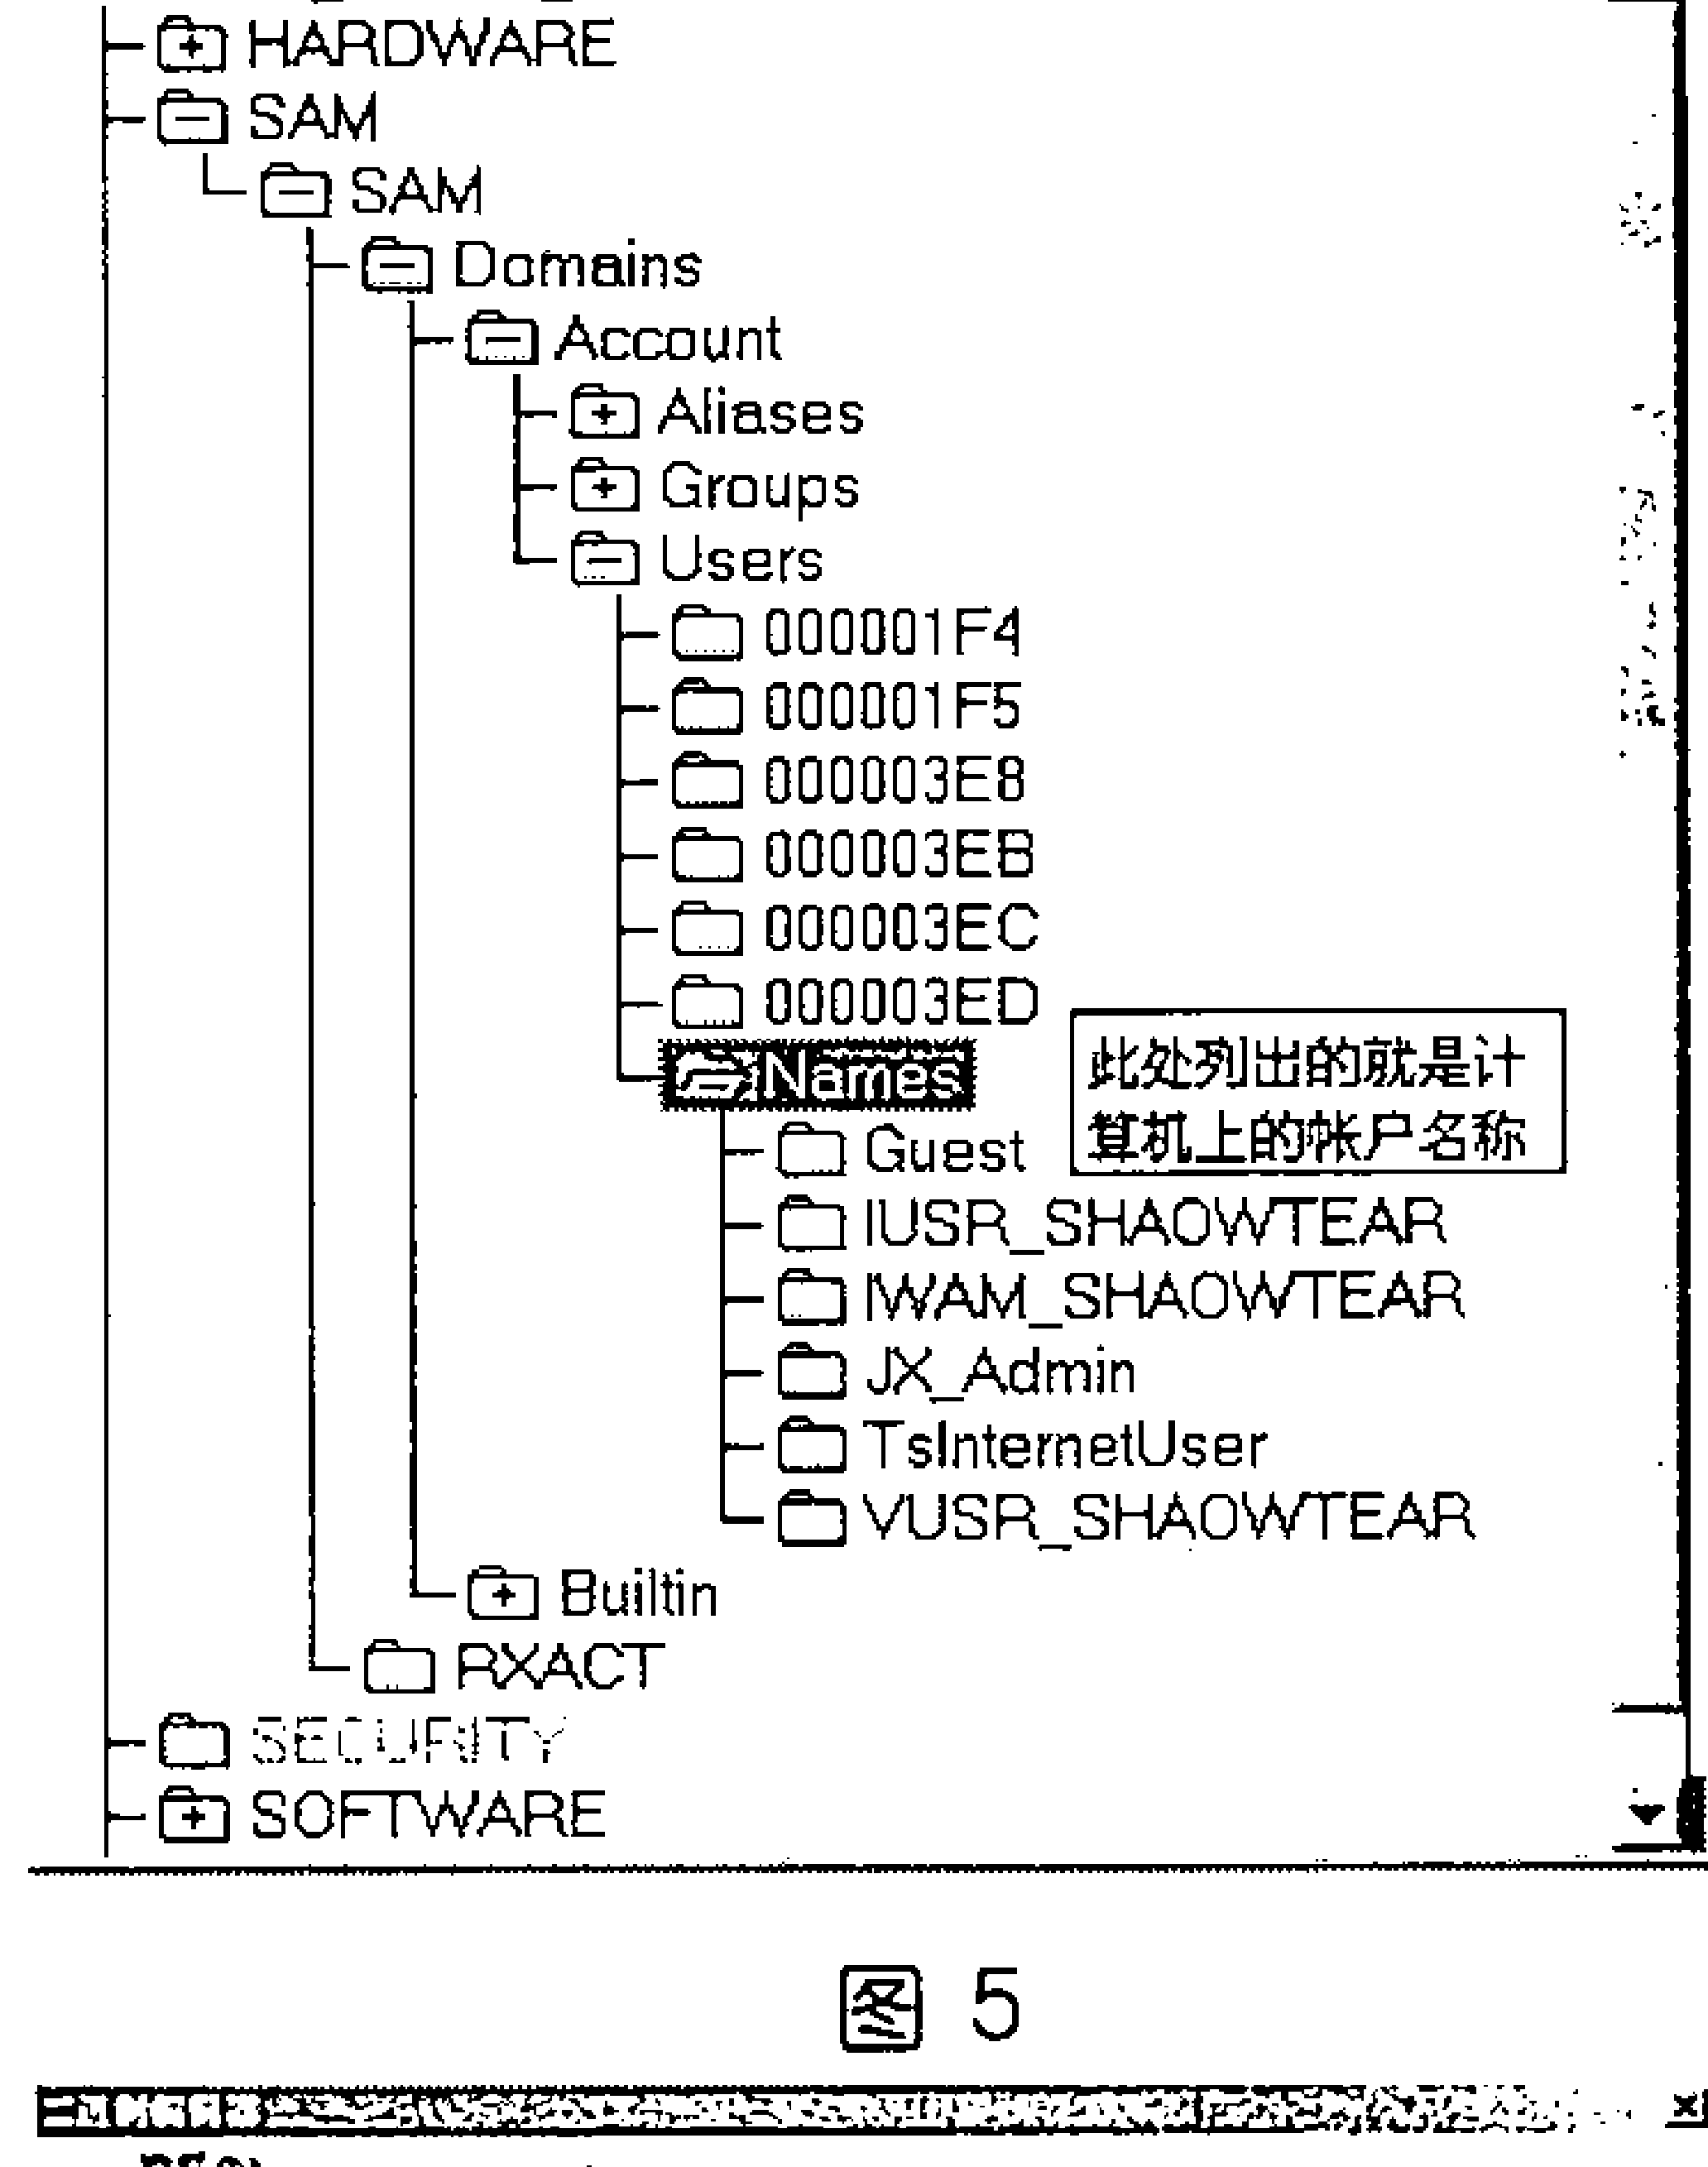 HARDWARE
SAM
SAM
Domains
Account
Aliases
Groups
Users
000001F4
000001F5
000003E8
000003EB
000003EC
000003ED
Names
此处列出的就是计
算机上的帐户名称
Guest
IUSR_SHAOWTEAR
IWAM_SHAOWTEAR
JX_Admin
TsInternetUser
VUSR_SHAOWTEAR
Builtin
RXACT
SECURITY
SOFTWARE
图 5